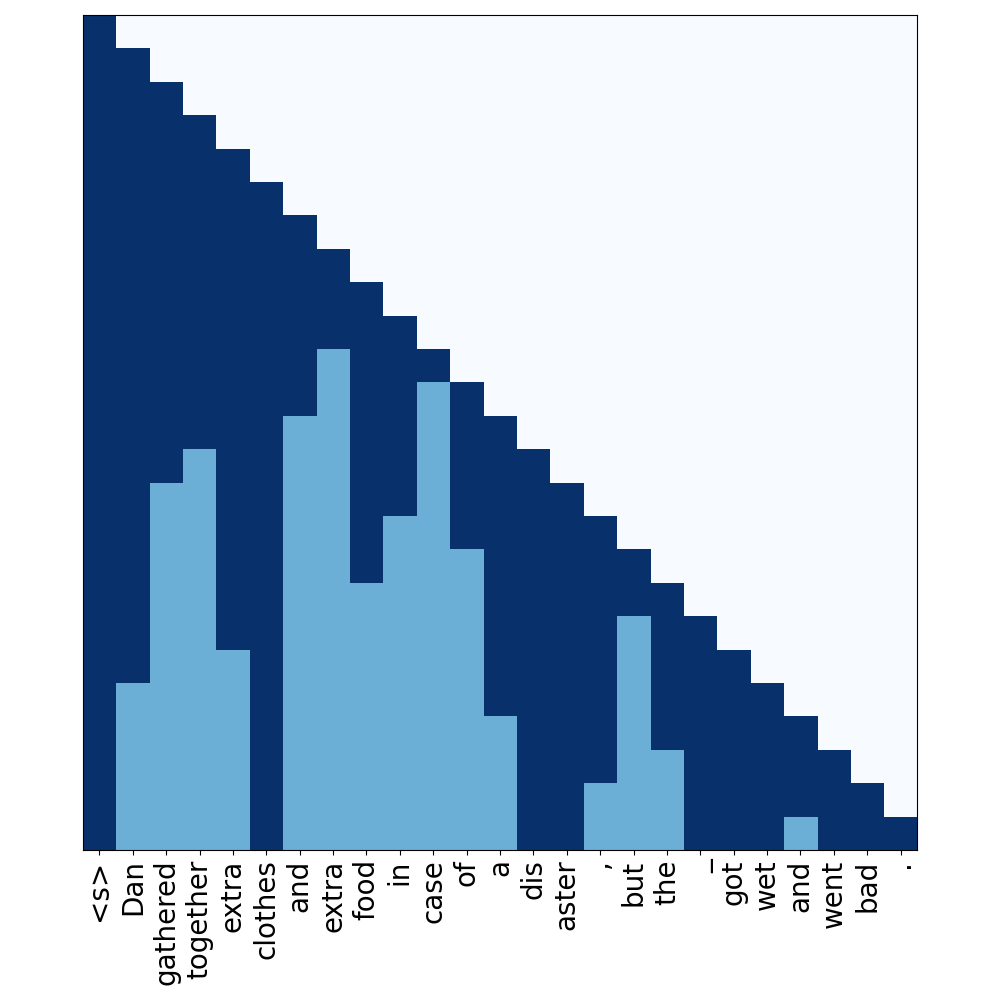 <s> Dan gathered together extra clothes and extra food in case of a dis aster , but the _ got wet and went bad .